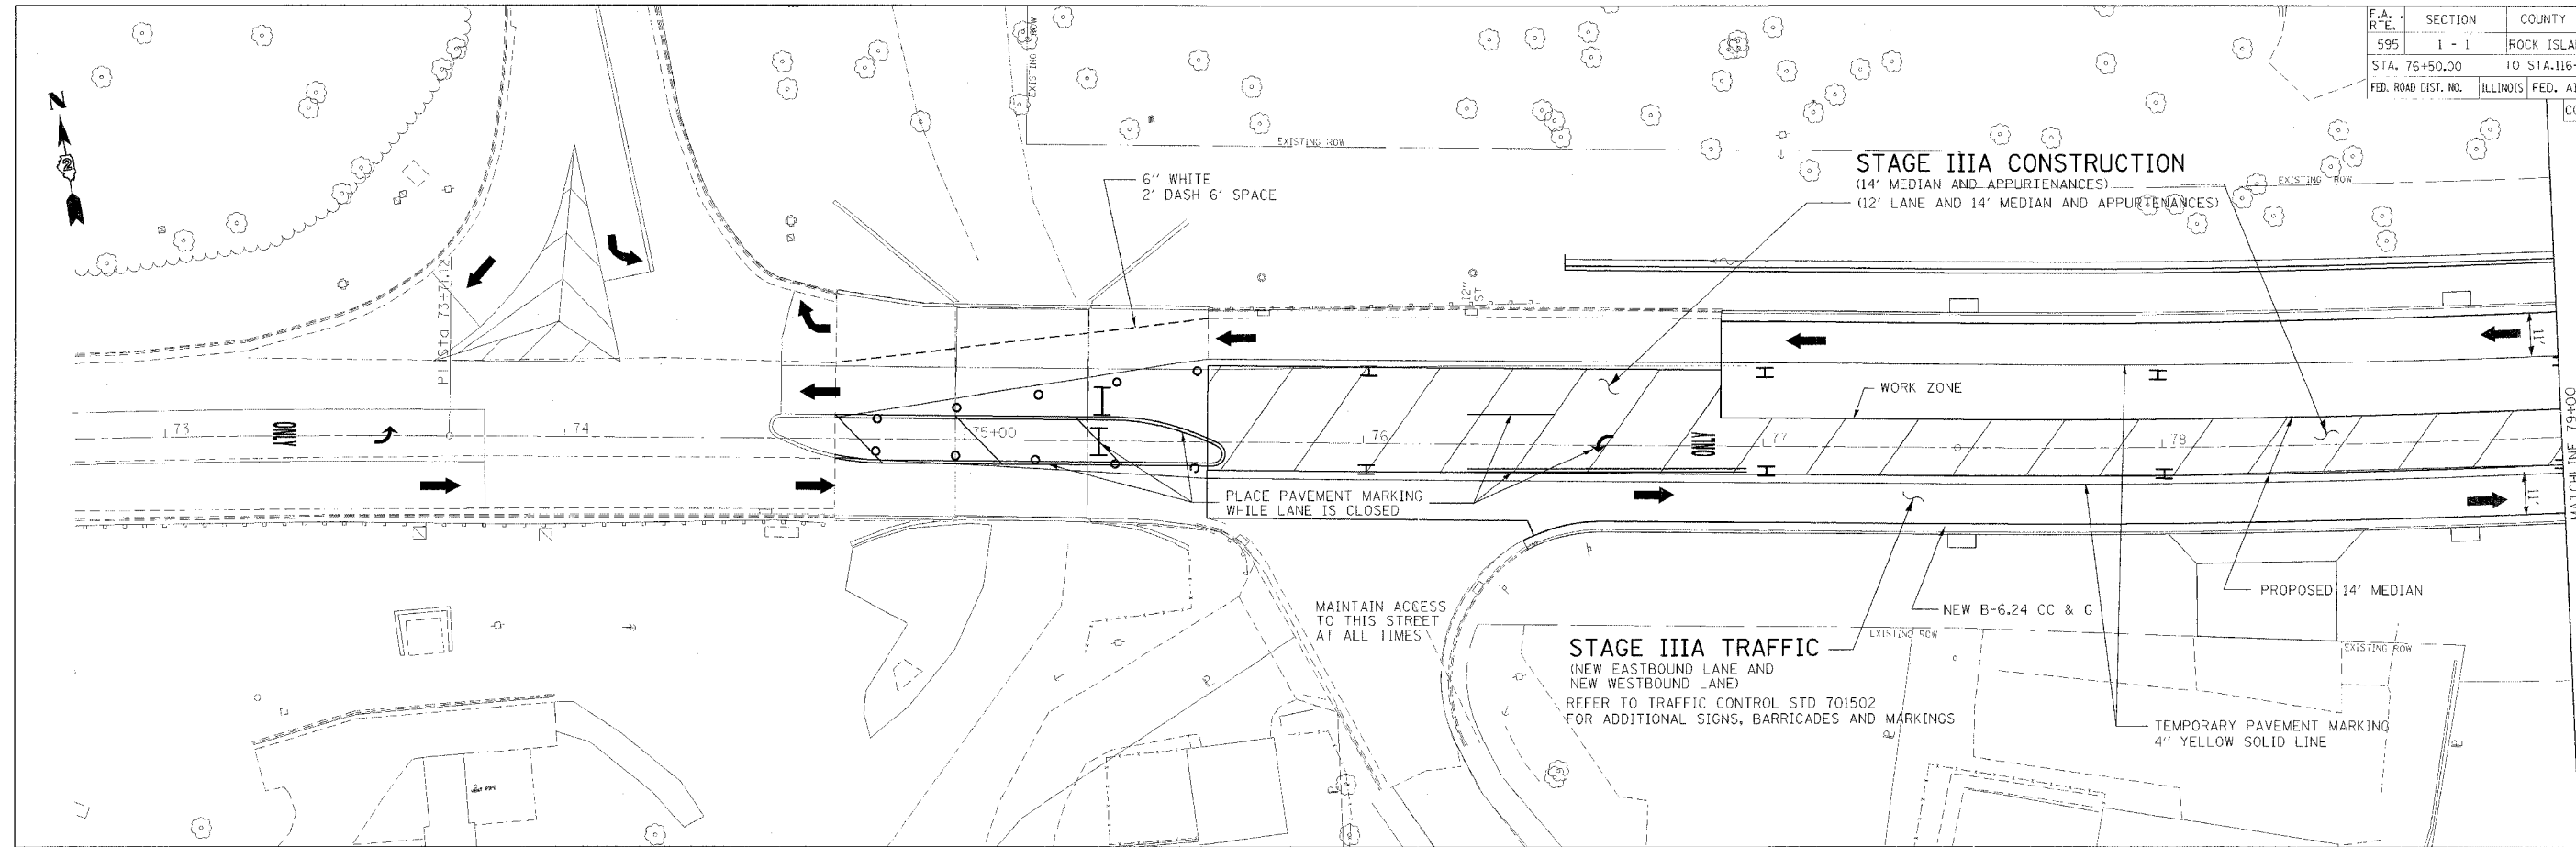 F.A. RTE. SECTION COUNTY
595 1 - 1 ROCK ISLA
STA. 76+50.00 TO STA.116+
FED. ROAD DIST. NO. ILLINOIS FED. AI
CO
N
2
EXISTING ROW
EXISTING ROW
6" WHITE
2' DASH 6' SPACE
STAGE IIIA CONSTRUCTION
(14' MEDIAN AND APPURTENANCES)
(12' LANE AND 14' MEDIAN AND APPURTENANCES)
EXISTING ROW
PI Sta 73+71.12
12" ST
11'
WORK ZONE
73
ONLY
74
75+00
76
ONLY
77
78
MATCHLINE 79+00
PLACE PAVEMENT MARKING
WHILE LANE IS CLOSED
11'
PROPOSED 14' MEDIAN
NEW B-6.24 CC & G
MAINTAIN ACCESS
TO THIS STREET
AT ALL TIMES
STAGE IIIA TRAFFIC
(NEW EASTBOUND LANE AND
NEW WESTBOUND LANE)
REFER TO TRAFFIC CONTROL STD 701502
FOR ADDITIONAL SIGNS, BARRICADES AND MARKINGS
EXISTING ROW
EXISTING ROW
TEMPORARY PAVEMENT MARKING
4" YELLOW SOLID LINE